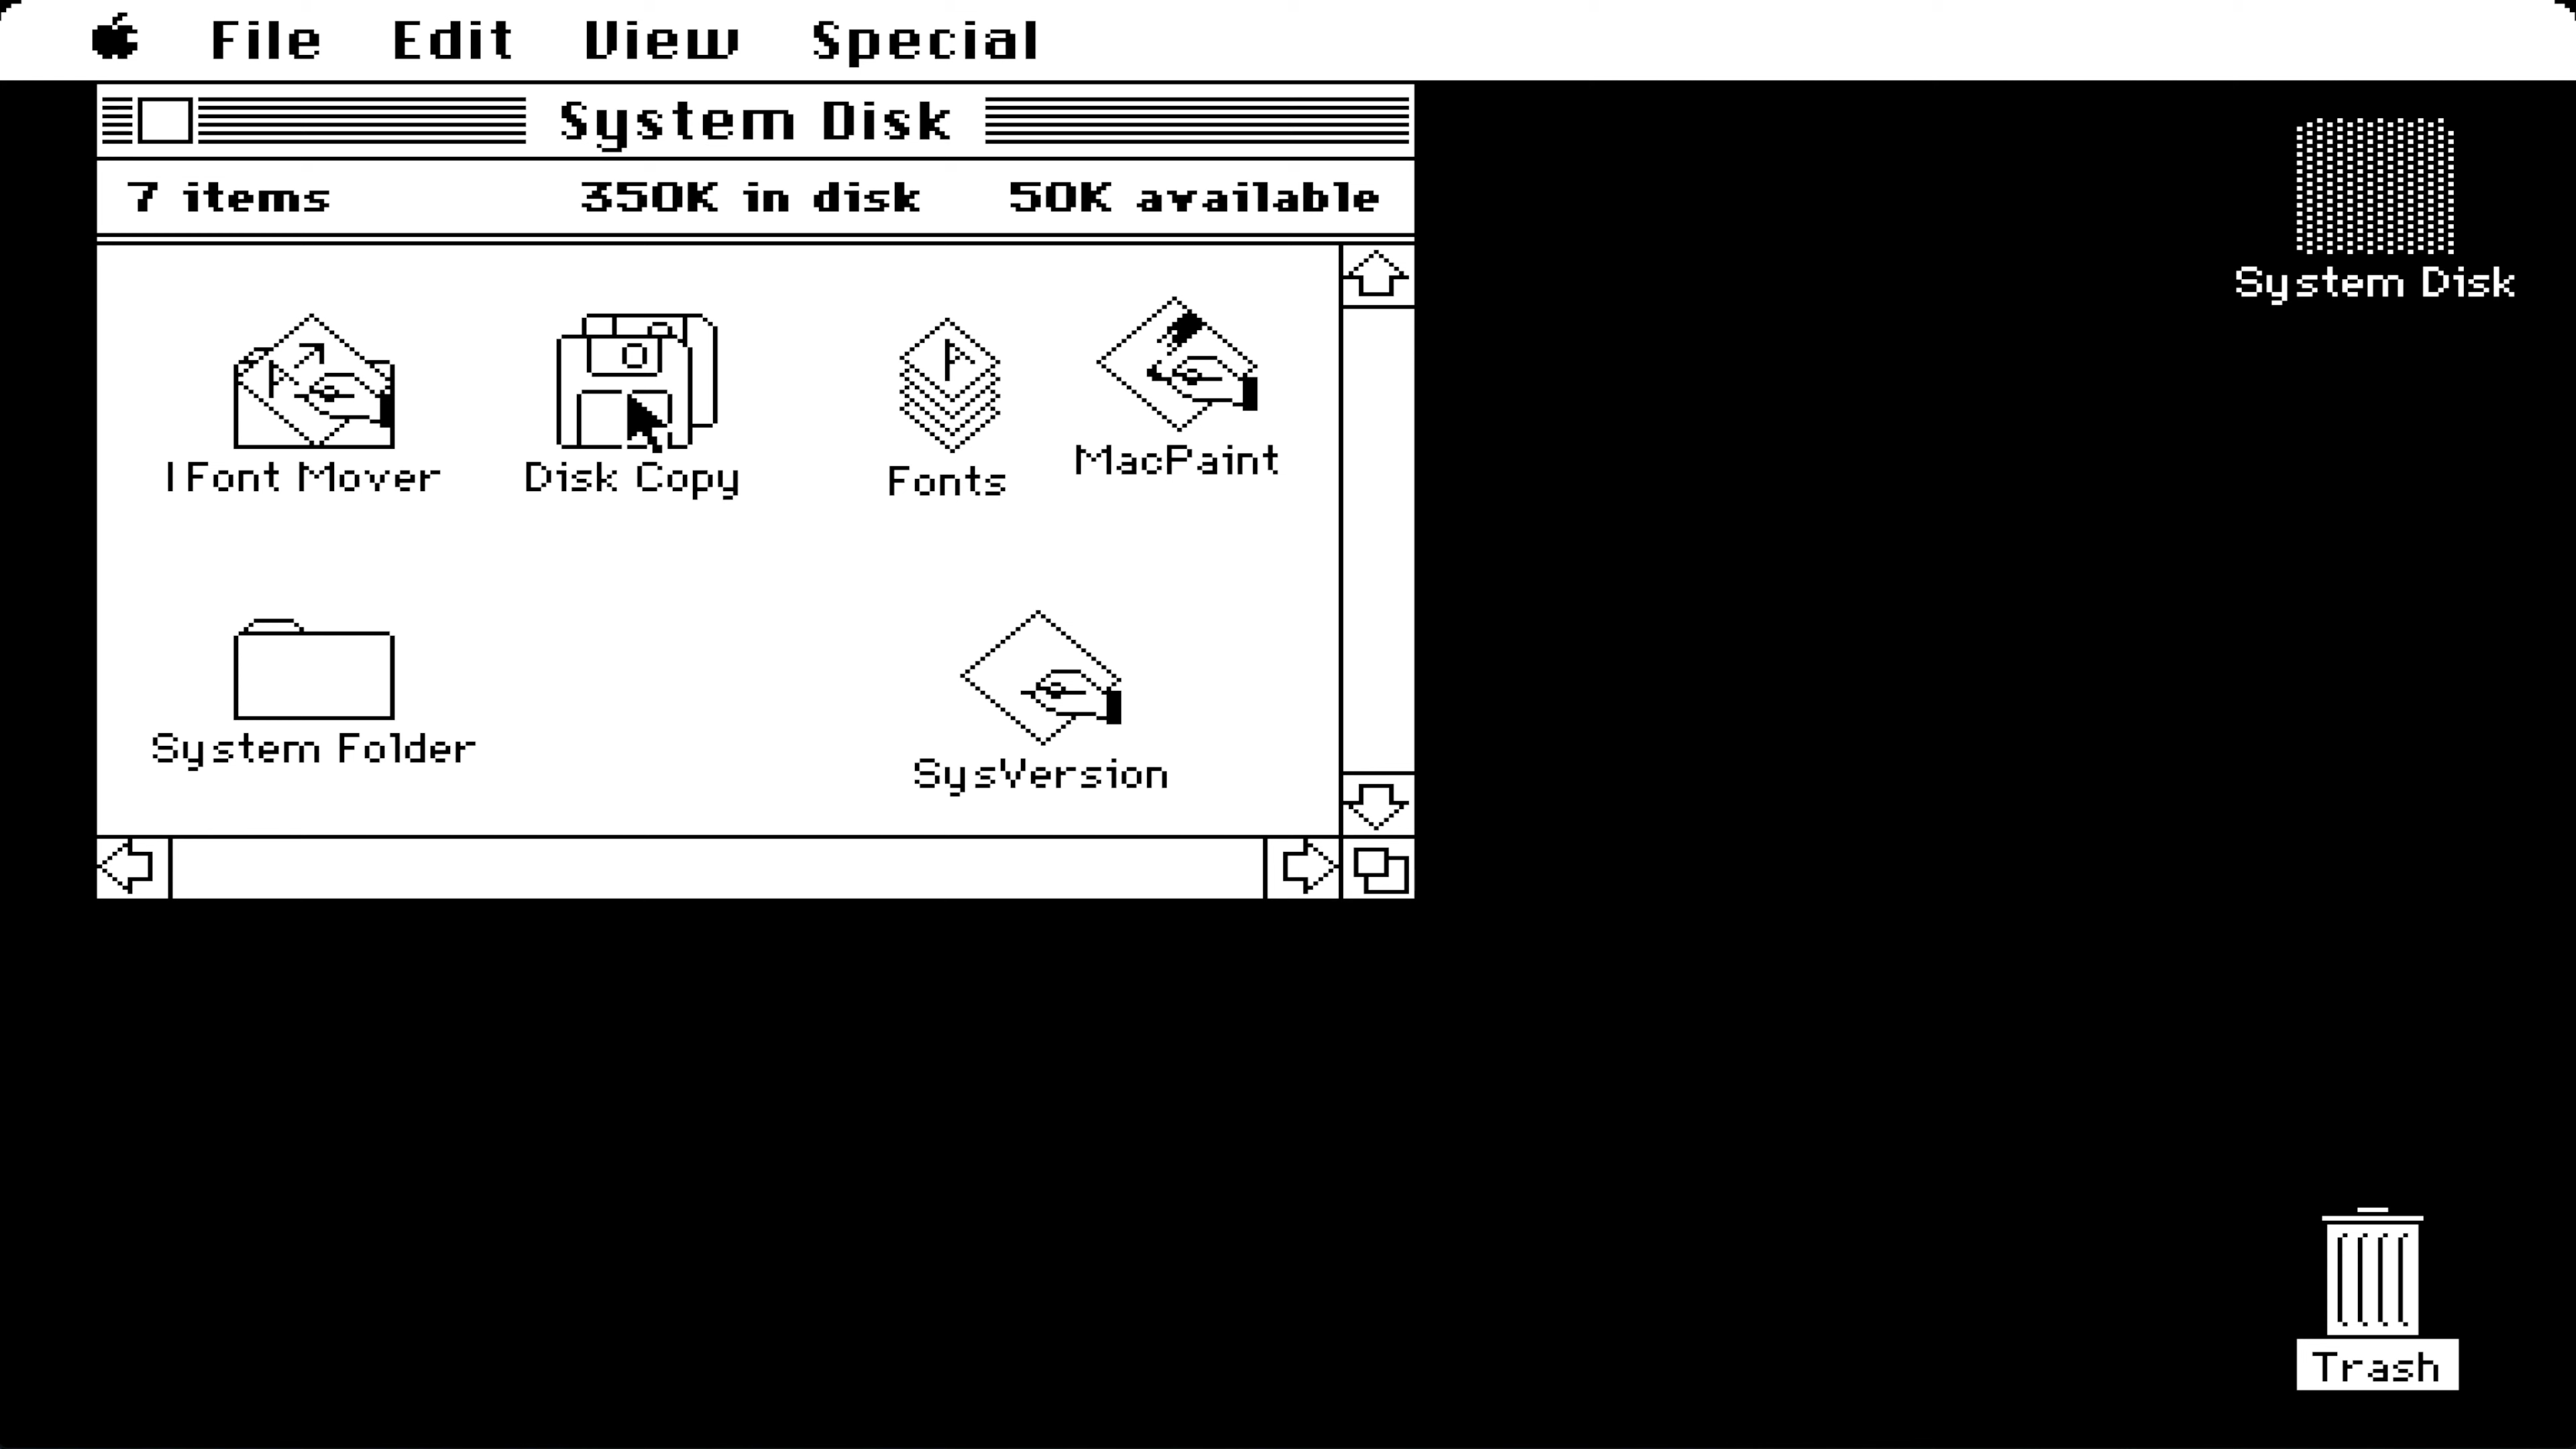 File Edit View Special
System Disk
7 items 350K in disk 50K available
System Disk
1 Font Mover Disk Copy Fonts MacPaint
System Folder SysVersion
Trash